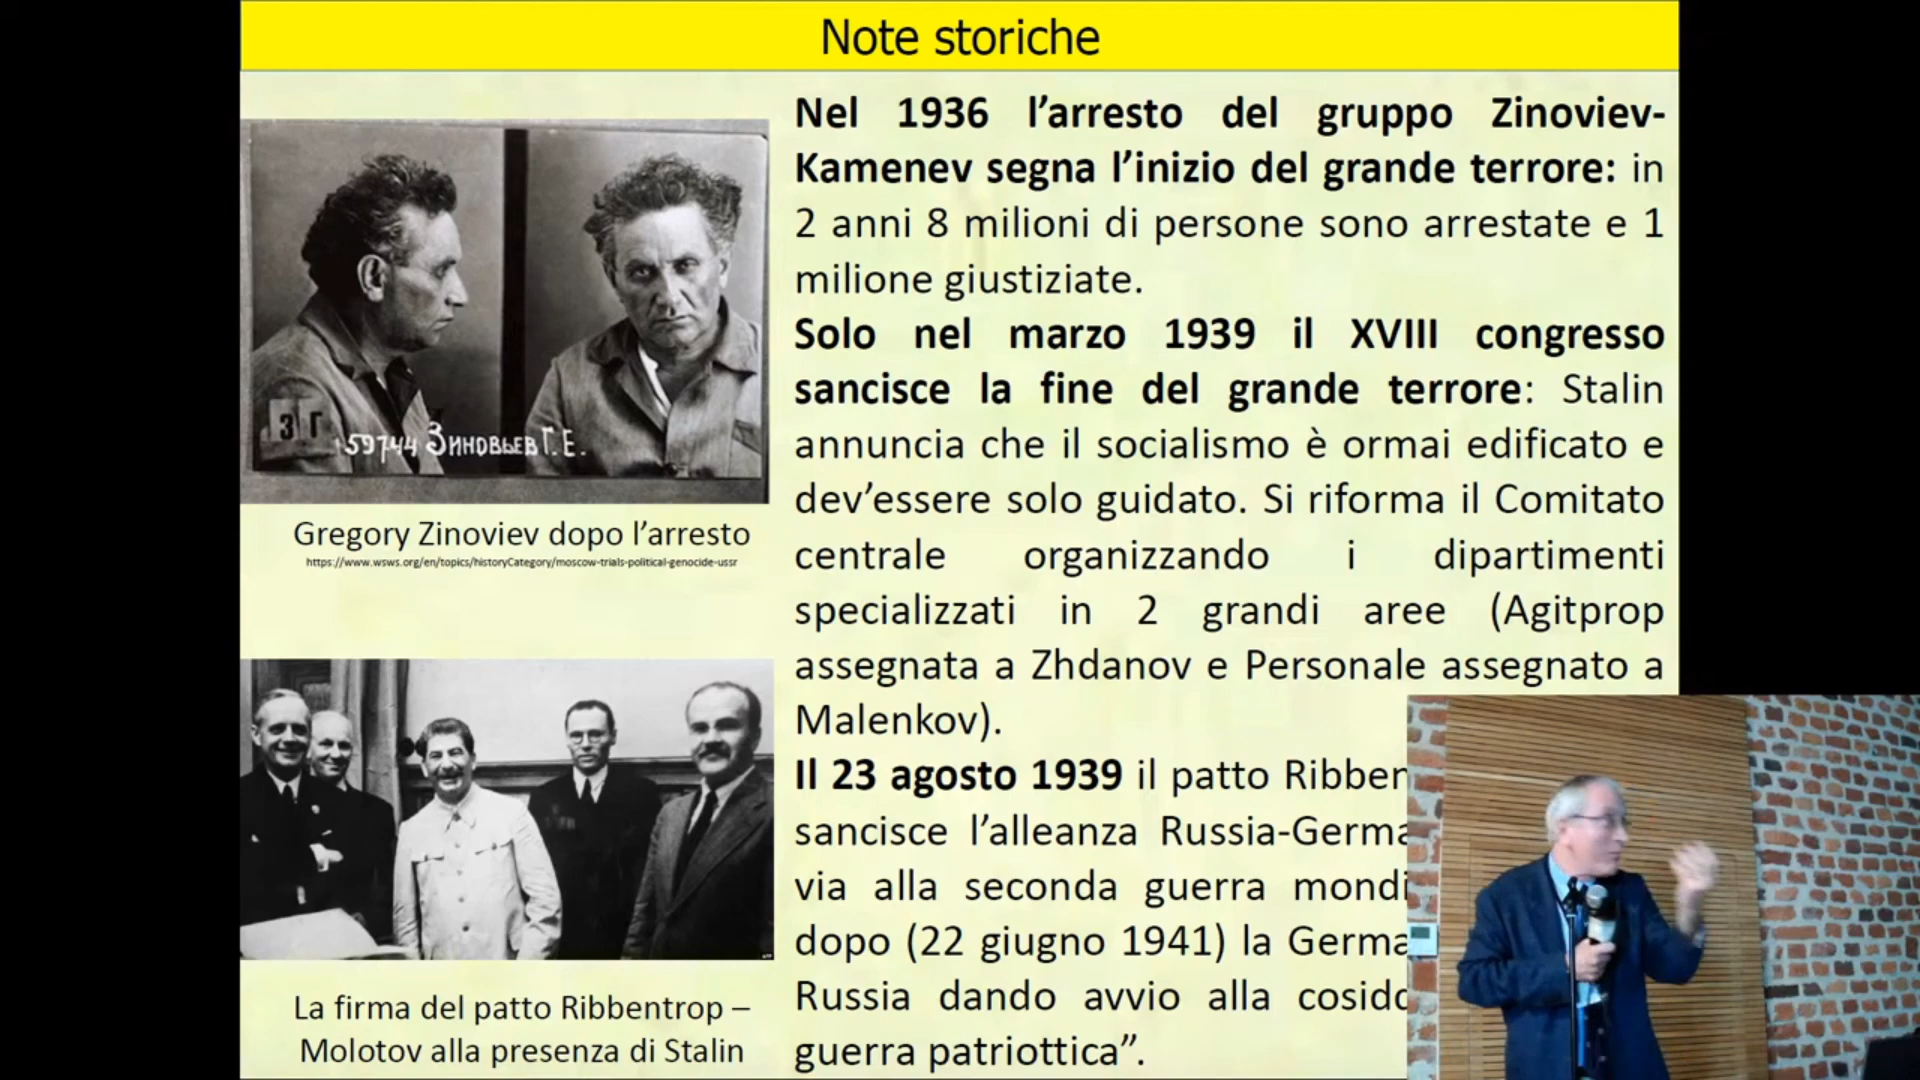 Note storiche
Nel 1936 l’arresto del gruppo Zinoviev-
Kamenev segna l’inizio del grande terrore: in
2 anni 8 milioni di persone sono arrestate e 1
milione giustiziate.
Solo nel marzo 1939 il XVIII congresso
sancisce la fine del grande terrore: Stalin
annuncia che il socialismo è ormai edificato e
dev’essere solo guidato. Si riforma il Comitato
centrale organizzando i dipartimenti
specializzati in 2 grandi aree (Agitprop
assegnata a Zhdanov e Personale assegnato a
Malenkov).
Il 23 agosto 1939 il patto
sancisce l’alleanza
via alla seconda guerra
dopo (22 giugno 1941) la
Russia dando avvio alla
guerra patriottica”.
3 Г
59744 Зиновьев Г. Е.
Gregory Zinoviev dopo l’arresto
https://www.wsws.org/en/topics/historyCategory/moscow-trials-political-genocide-ussr
La firma del patto Ribbentrop –
Molotov alla presenza di Stalin